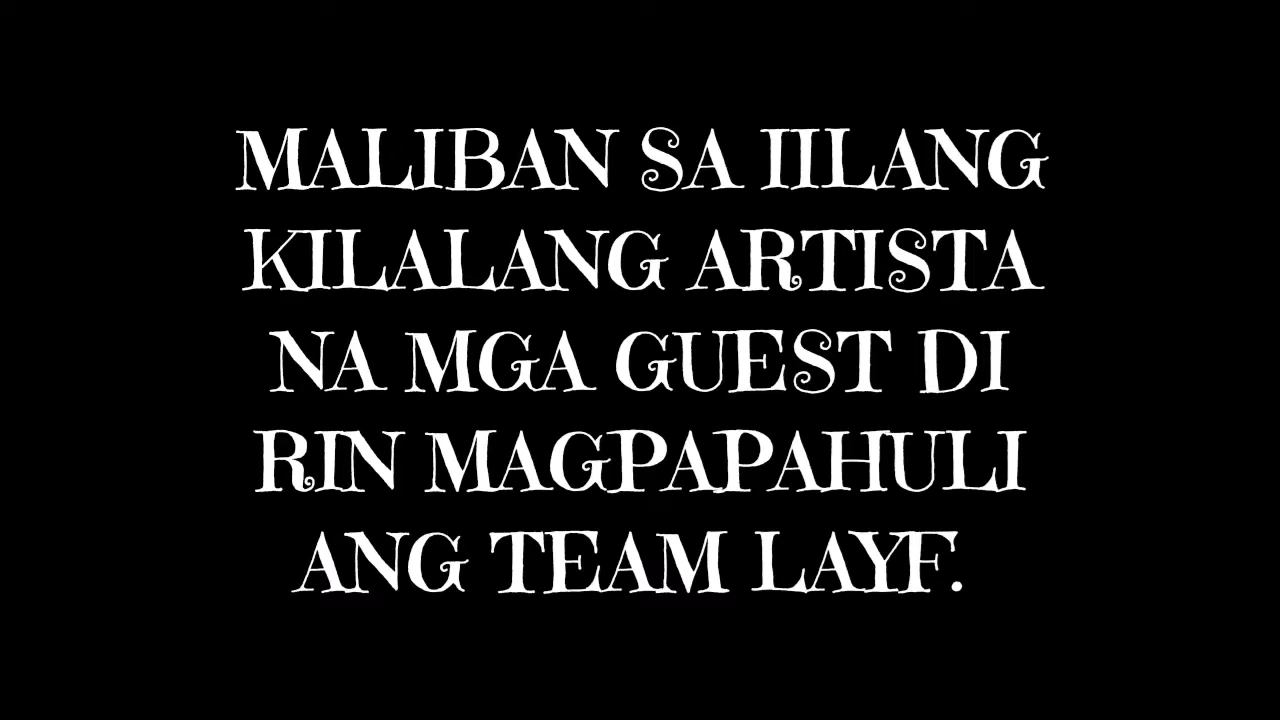 MALIBAN SA IILANG
KILALANG ARTISTA
NA MGA GUEST DI
RIN MAGPAPAHULI
ANG TEAM LAYF.